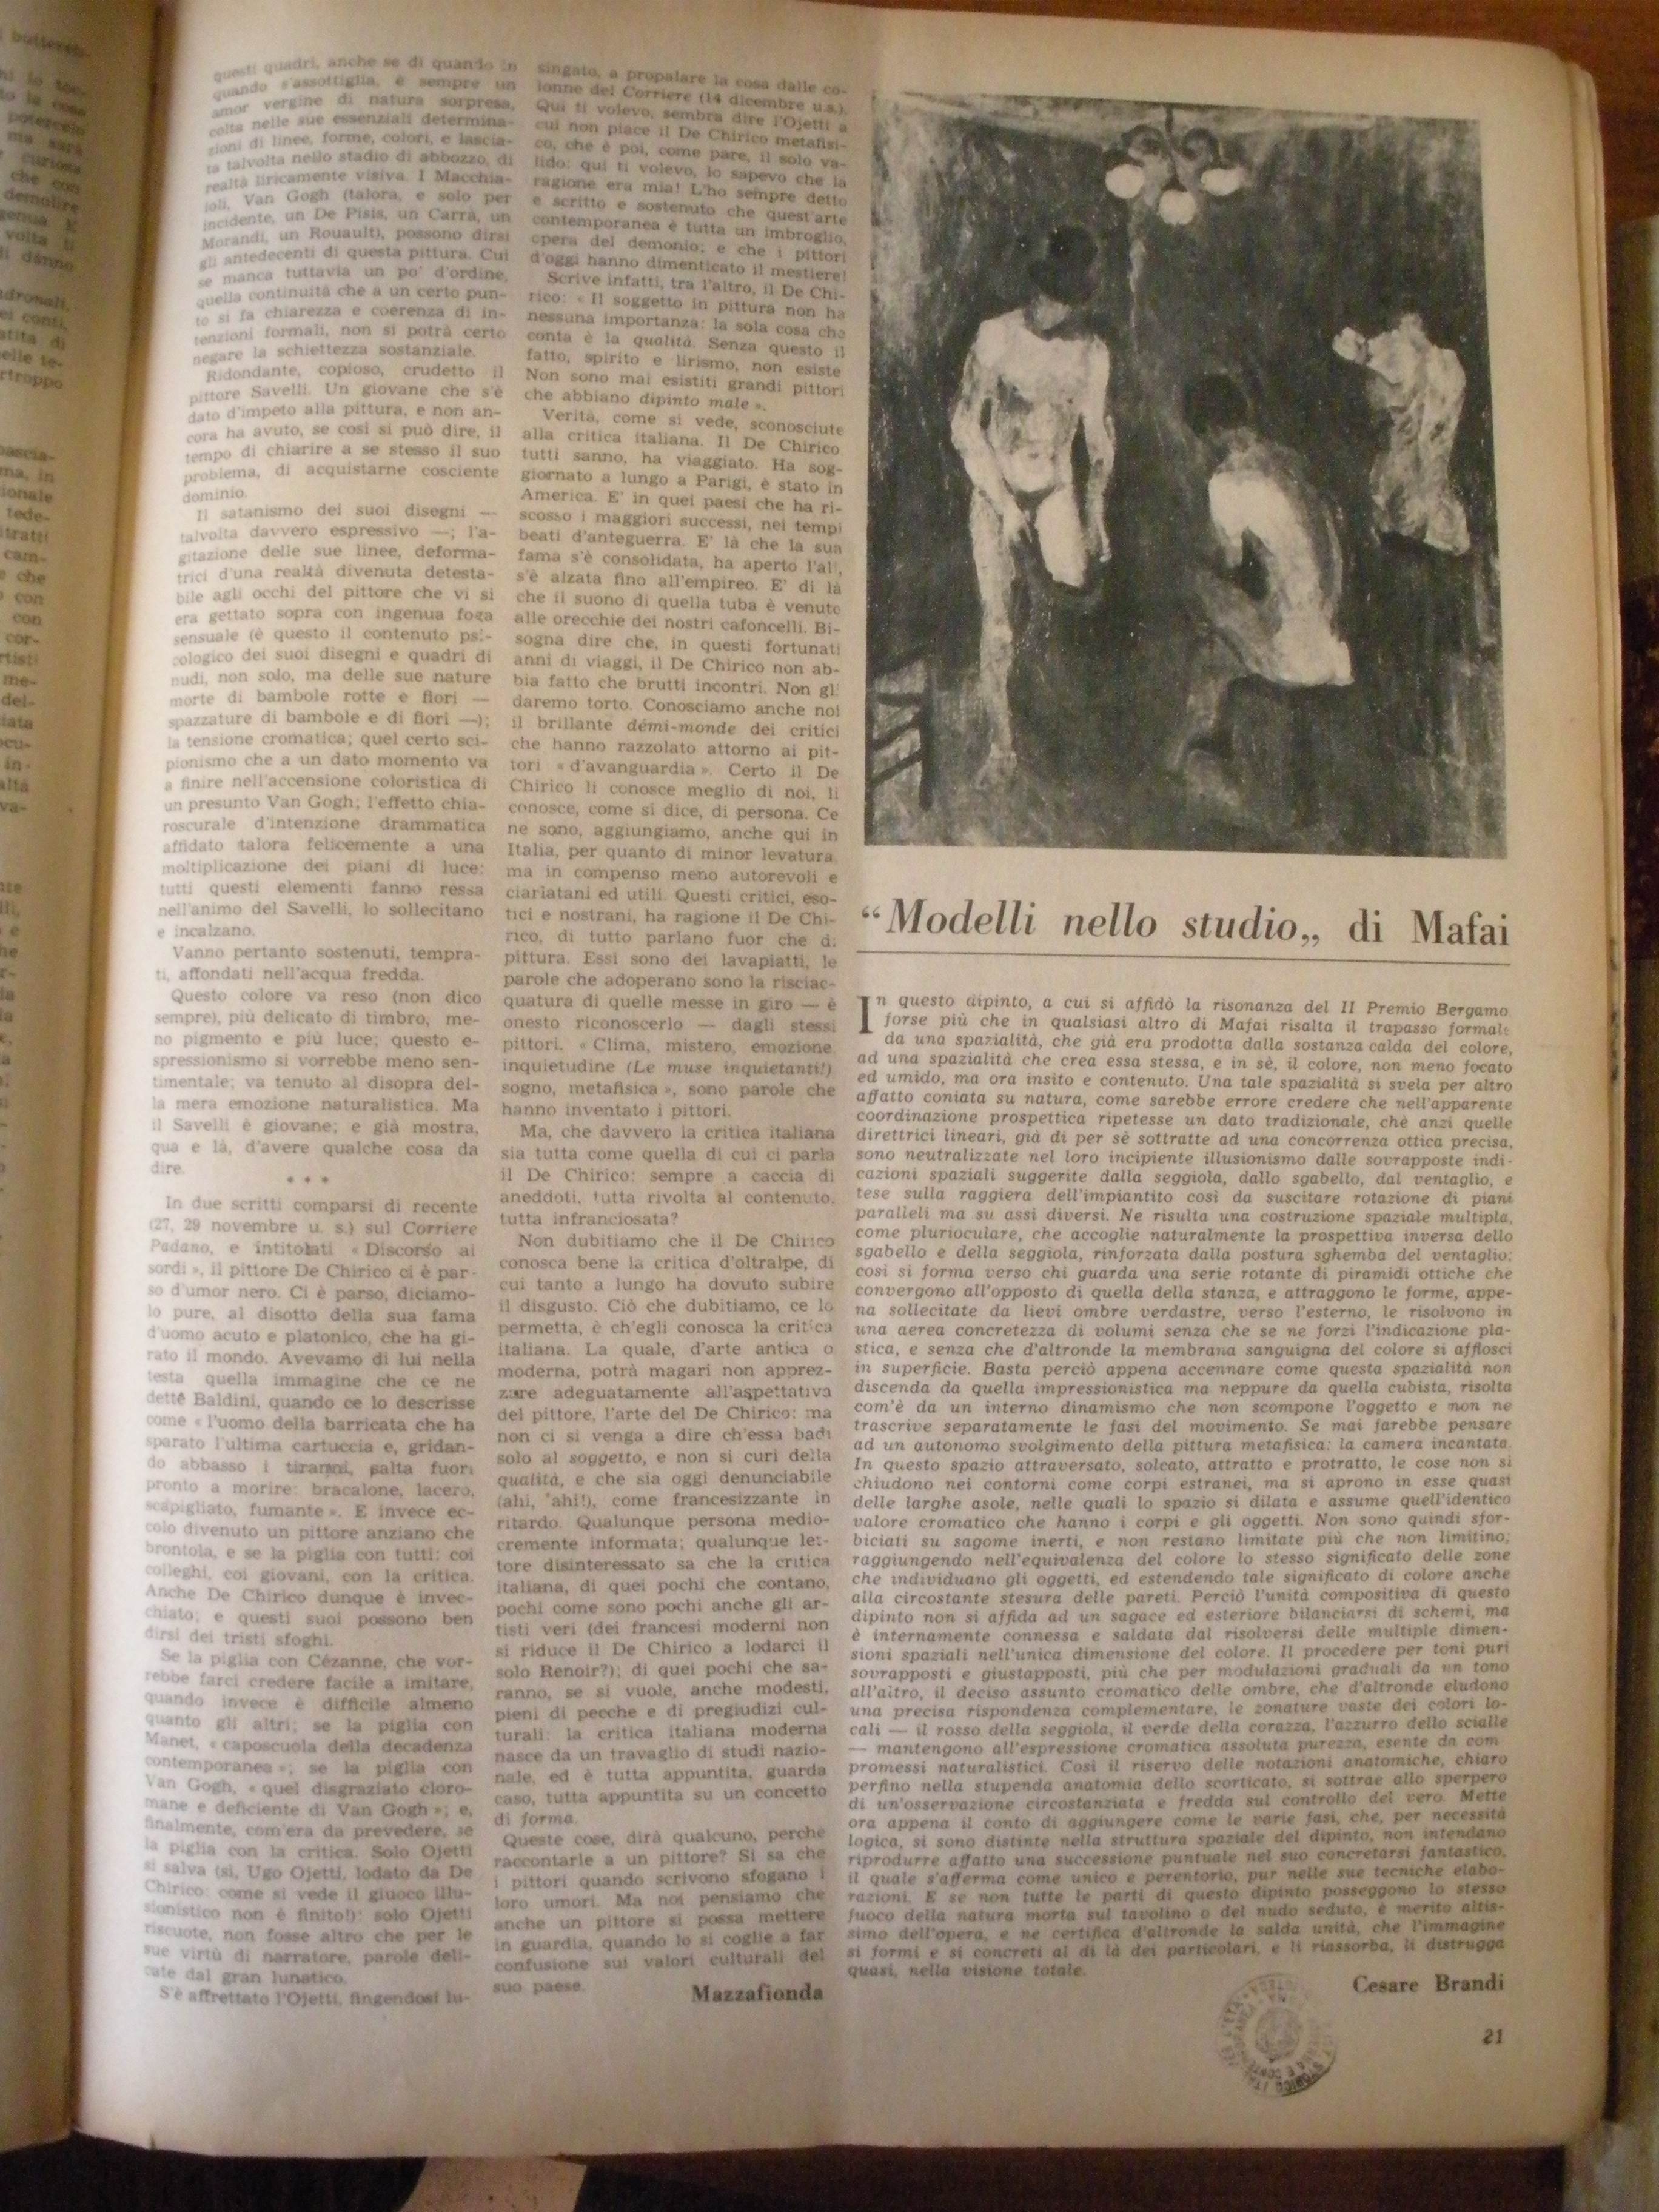 questi quadri, anche se di quando in
quando s'assottiglia, è sempre un
amor vergine di natura sorpresa,
colta nelle sue essenziali determina-
zioni di linee, forme, colori, e lascia-
ta talvolta nello stadio di abbozzo, di
realtà liricamente visiva. I Macchia-
ioli, Van Gogh (talora, e solo per
incidente, un De Pisis, un Carrà, un
Morandi, un Rouault), possono dirsi
gli antedecenti di questa pittura. Cui
se manca tuttavia un po' d'ordine,
quella continuità che a un certo pun-
to si fa chiarezza e coerenza di in-
tenzioni formali, non si potrà certo
negare la schiettezza sostanziale.
Ridondante, copioso, crudetto il
pittore Savelli. Un giovane che s'è
dato d'impeto alla pittura, e non an-
cora ha avuto, se così si può dire, il
tempo di chiarire a se stesso il suo
problema, di acquistarne cosciente
dominio.
Il satanismo dei suoi disegni —
talvolta davvero espressivo —; l'a-
gitazione delle sue linee, deforma-
trici d'una realtà divenuta detesta-
bile agli occhi del pittore che vi si
era gettato sopra con ingenua foga
sensuale (è questo il contenuto psi-
cologico dei suoi disegni e quadri di
nudi, non solo, ma delle sue nature
morte di bambole rotte e fiori —
spazzature di bambole e di fiori —);
la tensione cromatica; quel certo sci-
pionismo che a un dato momento va
a finire nell'accensione coloristica di
un presunto Van Gogh; l'effetto chia-
roscurale d'intenzione drammatica
affidato talora felicemente a una
moltiplicazione dei piani di luce:
tutti questi elementi fanno ressa
nell'animo del Savelli, lo sollecitano
e incalzano.
Vanno pertanto sostenuti, tempra-
ti, affondati nell'acqua fredda.
Questo colore va reso (non dico
sempre), più delicato di timbro, me-
no pigmento e più luce; questo e-
spressionismo si vorrebbe meno sen-
timentale; va tenuto al disopra del-
la mera emozione naturalistica. Ma
il Savelli è giovane; e già mostra,
qua e là, d'avere qualche cosa da
dire.
* * *
In due scritti comparsi di recente
(27, 29 novembre u. s.) sul Corriere
Padano, e intitolati « Discorso ai
sordi », il pittore De Chirico ci è par-
so d'umor nero. Ci è parso, diciamo-
lo pure, al disotto della sua fama
d'uomo acuto e platonico, che ha gi-
rato il mondo. Avevamo di lui nella
testa quella immagine che ce ne
dette Baldini, quando ce lo descrisse
come « l'uomo della barricata che ha
sparato l'ultima cartuccia e, gridan-
do abbasso i tiranni, salta fuori
pronto a morire: bracalone, lacero,
scapigliato, fumante ». E invece ec-
colo divenuto un pittore anziano che
brontola, e se la piglia con tutti: coi
colleghi, coi giovani, con la critica.
Anche De Chirico dunque è invec-
chiato; e questi suoi possono ben
dirsi dei tristi sfoghi.
Se la piglia con Cézanne, che vor-
rebbe farci credere facile a imitare,
quando invece è difficile almeno
quanto gli altri; se la piglia con
Manet, « caposcuola della decadenza
contemporanea »; se la piglia con
Van Gogh, « quel disgraziato cloro-
mane e deficiente di Van Gogh »; e,
finalmente, com'era da prevedere, se
la piglia con la critica. Solo Ojetti
si salva (sì, Ugo Ojetti, lodato da De
Chirico: come si vede il giuoco illu-
sionistico non è finito!): solo Ojetti
riscuote, non fosse altro che per le
sue virtù di narratore, parole deli-
cate dal gran lunatico.
S'è affrettato l'Ojetti, fingendosi lu-
singato, a propalare la cosa dalle co-
lonne del Corriere (14 dicembre u.s.).
Qui ti volevo, sembra dire l'Ojetti a
cui non piace il De Chirico metafisi-
co, che è poi, come pare, il solo va-
lido; qui ti volevo, lo sapevo che la
ragione era mia! L'ho sempre detto
e scritto e sostenuto che quest'arte
contemporanea è tutta un imbroglio,
opera del demonio; e che i pittori
d'oggi hanno dimenticato il mestiere!
Scrive infatti, tra l'altro, il De Chi-
rico: « Il soggetto in pittura non ha
nessuna importanza: la sola cosa che
conta è la qualità. Senza questo il
fatto, spirito e lirismo, non esiste
Non sono mai esistiti grandi pittori
che abbiano dipinto male ».
Verità, come si vede, sconosciute
alla critica italiana. Il De Chirico
tutti sanno, ha viaggiato. Ha sog-
giornato a lungo a Parigi, è stato in
America. E' in quei paesi che ha ri-
scosso i maggiori successi, nei tempi
beati d'anteguerra. E' là che la sua
fama s'è consolidata, ha aperto l'ali,
s'è alzata fino all'empireo. E' di là
che il suono di quella tuba è venuto
alle orecchie dei nostri cafoncelli. Bi-
sogna dire che, in questi fortunati
anni di viaggi, il De Chirico non ab-
bia fatto che brutti incontri. Non gli
daremo torto. Conosciamo anche noi
il brillante démi-monde dei critici
che hanno razzolato attorno ai pit-
tori « d'avanguardia ». Certo il De
Chirico li conosce meglio di noi, li
conosce, come si dice, di persona. Ce
ne sono, aggiungiamo, anche qui in
Italia, per quanto di minor levatura
ma in compenso meno autorevoli e
ciarlatani ed utili. Questi critici, eso-
tici e nostrani, ha ragione il De Chi-
rico, di tutto parlano fuor che di
pittura. Essi sono dei lavapiatti, le
parole che adoperano sono la risciac-
quatura di quelle messe in giro — è
onesto riconoscerlo — dagli stessi
pittori. « Clima, mistero, emozione
inquietudine (Le muse inquietanti!)
sogno, metafisica », sono parole che
hanno inventato i pittori.
Ma, che davvero la critica italiana
sia tutta come quella di cui ci parla
il De Chirico: sempre a caccia di
aneddoti, tutta rivolta al contenuto,
tutta infranciosata?
Non dubitiamo che il De Chirico
conosca bene la critica d'oltralpe, di
cui tanto a lungo ha dovuto subire
il disgusto. Ciò che dubitiamo, ce lo
permetta, è ch'egli conosca la critica
italiana. La quale, d'arte antica o
moderna, potrà magari non apprez-
zare adeguatamente all'aspettativa
del pittore, l'arte del De Chirico: ma
non ci si venga a dire ch'essa badi
solo al soggetto, e non si curi della
qualità, e che sia oggi denunciabile
(ahi, ahi!), come francesizzante in
ritardo. Qualunque persona medio-
cremente informata; qualunque let-
tore disinteressato sa che la critica
italiana, di quei pochi che contano,
pochi come sono pochi anche gli ar-
tisti veri (dei francesi moderni non
si riduce il De Chirico a lodarci il
solo Renoir?); di quei pochi che sa-
ranno, se si vuole, anche modesti,
pieni di pecche e di pregiudizi cul-
turali: la critica italiana moderna
nasce da un travaglio di studi nazio-
nale, ed è tutta appuntita, guarda
caso, tutta appuntita su un concetto
di forma.
Queste cose, dirà qualcuno, perche
raccontarle a un pittore? Si sa che
i pittori quando scrivono sfogano i
loro umori. Ma noi pensiamo che
anche un pittore si possa mettere
in guardia, quando lo si coglie a far
confusione sui valori culturali del
suo paese.
Mazzafionda
“Modelli nello studio„ di Mafai
In questo dipinto, a cui si affidò la risonanza del II Premio Bergamo
forse più che in qualsiasi altro di Mafai risalta il trapasso formale
da una spazialità, che già era prodotta dalla sostanza calda del colore,
ad una spazialità che crea essa stessa, e in sè, il colore, non meno focato
ed umido, ma ora insito e contenuto. Una tale spazialità si svela per altro
affatto coniata su natura, come sarebbe errore credere che nell'apparente
coordinazione prospettica ripetesse un dato tradizionale, chè anzi quelle
direttrici lineari, già di per sè sottratte ad una concorrenza ottica precisa,
sono neutralizzate nel loro incipiente illusionismo dalle sovrapposte indi-
cazioni spaziali suggerite dalla seggiola, dallo sgabello, dal ventaglio, e
tese sulla raggiera dell'impiantito così da suscitare rotazione di piani
paralleli ma su assi diversi. Ne risulta una costruzione spaziale multipla,
come plurioculare, che accoglie naturalmente la prospettiva inversa dello
sgabello e della seggiola, rinforzata dalla postura sghemba del ventaglio;
così si forma verso chi guarda una serie rotante di piramidi ottiche che
convergono all'opposto di quella della stanza, e attraggono le forme, appe-
na sollecitate da lievi ombre verdastre, verso l'esterno, le risolvono in
una aerea concretezza di volumi senza che se ne forzi l'indicazione pla-
stica, e senza che d'altronde la membrana sanguigna del colore si afflosci
in superficie. Basta perciò appena accennare come questa spazialità non
discenda da quella impressionistica ma neppure da quella cubista, risolta
com'è da un interno dinamismo che non scompone l'oggetto e non ne
trascrive separatamente le fasi del movimento. Se mai farebbe pensare
ad un autonomo svolgimento della pittura metafisica: la camera incantata.
In questo spazio attraversato, solcato, attratto e protratto, le cose non si
chiudono nei contorni come corpi estranei, ma si aprono in esse quasi
delle larghe asole, nelle quali lo spazio si dilata e assume quell'identico
valore cromatico che hanno i corpi e gli oggetti. Non sono quindi sfor-
biciati su sagome inerti, e non restano limitate più che non limitino;
raggiungendo nell'equivalenza del colore lo stesso significato delle zone
che individuano gli oggetti, ed estendendo tale significato di colore anche
alla circostante stesura delle pareti. Perciò l'unità compositiva di questo
dipinto non si affida ad un sagace ed esteriore bilanciarsi di schemi, ma
è internamente connessa e saldata dal risolversi delle multiple dimen-
sioni spaziali nell'unica dimensione del colore. Il procedere per toni puri
sovrapposti e giustapposti, più che per modulazioni graduali da un tono
all'altro, il deciso assunto cromatico delle ombre, che d'altronde eludono
una precisa rispondenza complementare, le zonature vaste dei colori lo-
cali — il rosso della seggiola, il verde della corazza, l'azzurro dello scialle
— mantengono all'espressione cromatica assoluta purezza, esente da com
promessi naturalistici. Così il riservo delle notazioni anatomiche, chiaro
perfino nella stupenda anatomia dello scorticato, si sottrae allo sperpero
di un'osservazione circostanziata e fredda sul controllo del vero. Mette
ora appena il conto di aggiungere come le varie fasi, che, per necessità
logica, si sono distinte nella struttura spaziale del dipinto, non intendano
riprodurre affatto una successione puntuale nel suo concretarsi fantastico,
il quale s'afferma come unico e perentorio, pur nelle sue tecniche elabo-
razioni. E se non tutte le parti di questo dipinto posseggono lo stesso
fuoco della natura morta sul tavolino o del nudo seduto, è merito altis-
simo dell'opera, e ne certifica d'altronde la salda unità, che l'immagine
si formi e si concreti al di là dei particolari, e li riassorba, li distrugga
quasi, nella visione totale.
Cesare Brandi
21